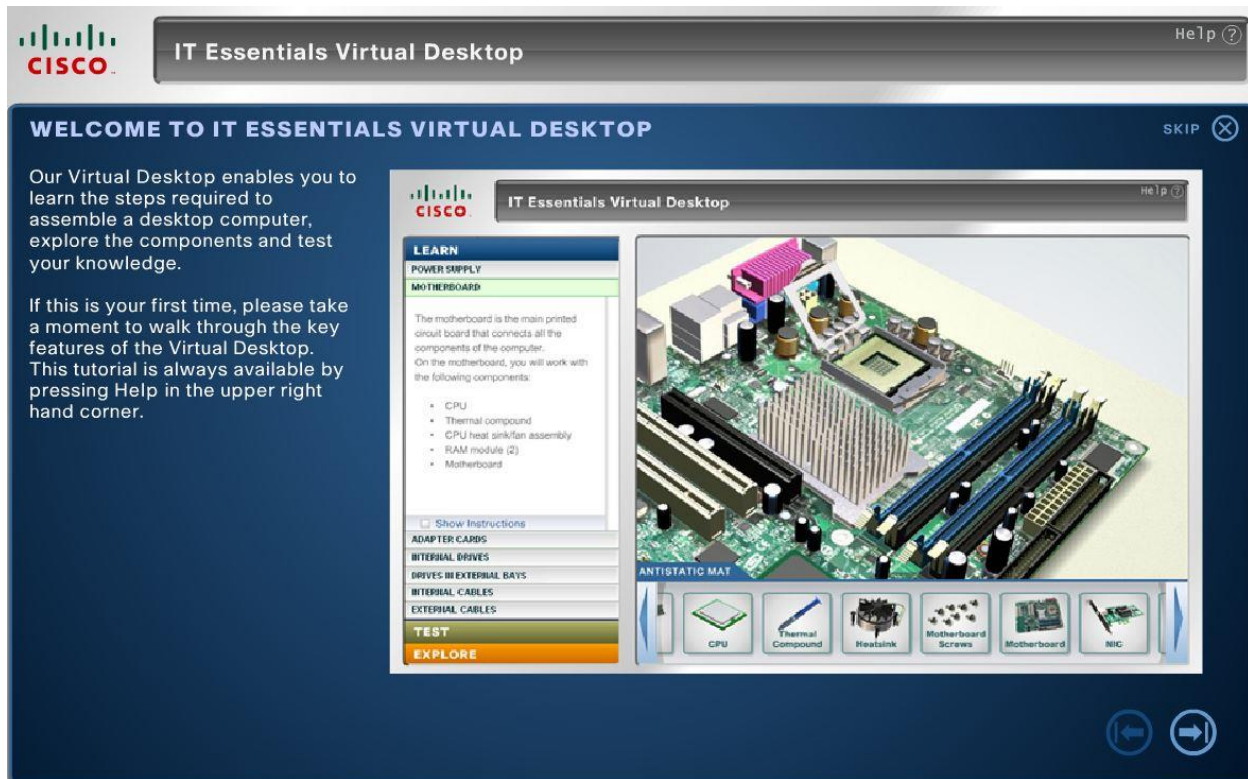 CISCO
IT Essentials Virtual Desktop
Help ?
WELCOME TO IT ESSENTIALS VIRTUAL DESKTOP
SKIP
Our Virtual Desktop enables you to
learn the steps required to
assemble a desktop computer,
explore the components and test
your knowledge.
If this is your first time, please take
a moment to walk through the key
features of the Virtual Desktop.
This tutorial is always available by
pressing Help in the upper right
hand corner.
CISCO
IT Essentials Virtual Desktop
Help ?
LEARN
POWER SUPPLY
MOTHERBOARD
The motherboard is the main printed
circuit board that connects all the
components of the computer.
On the motherboard, you will work with
the following components:
• CPU
• Thermal compound
• CPU heat sink/fan assembly
• RAM module (2)
• Motherboard
Show Instructions
ADAPTER CARDS
INTERNAL DRIVES
DRIVES IN EXTERNAL BAYS
INTERNAL CABLES
EXTERNAL CABLES
TEST
EXPLORE
ANTISTATIC MAT
CPU
Thermal
Compound
Heatsink
Motherboard
Screws
Motherboard
NIC